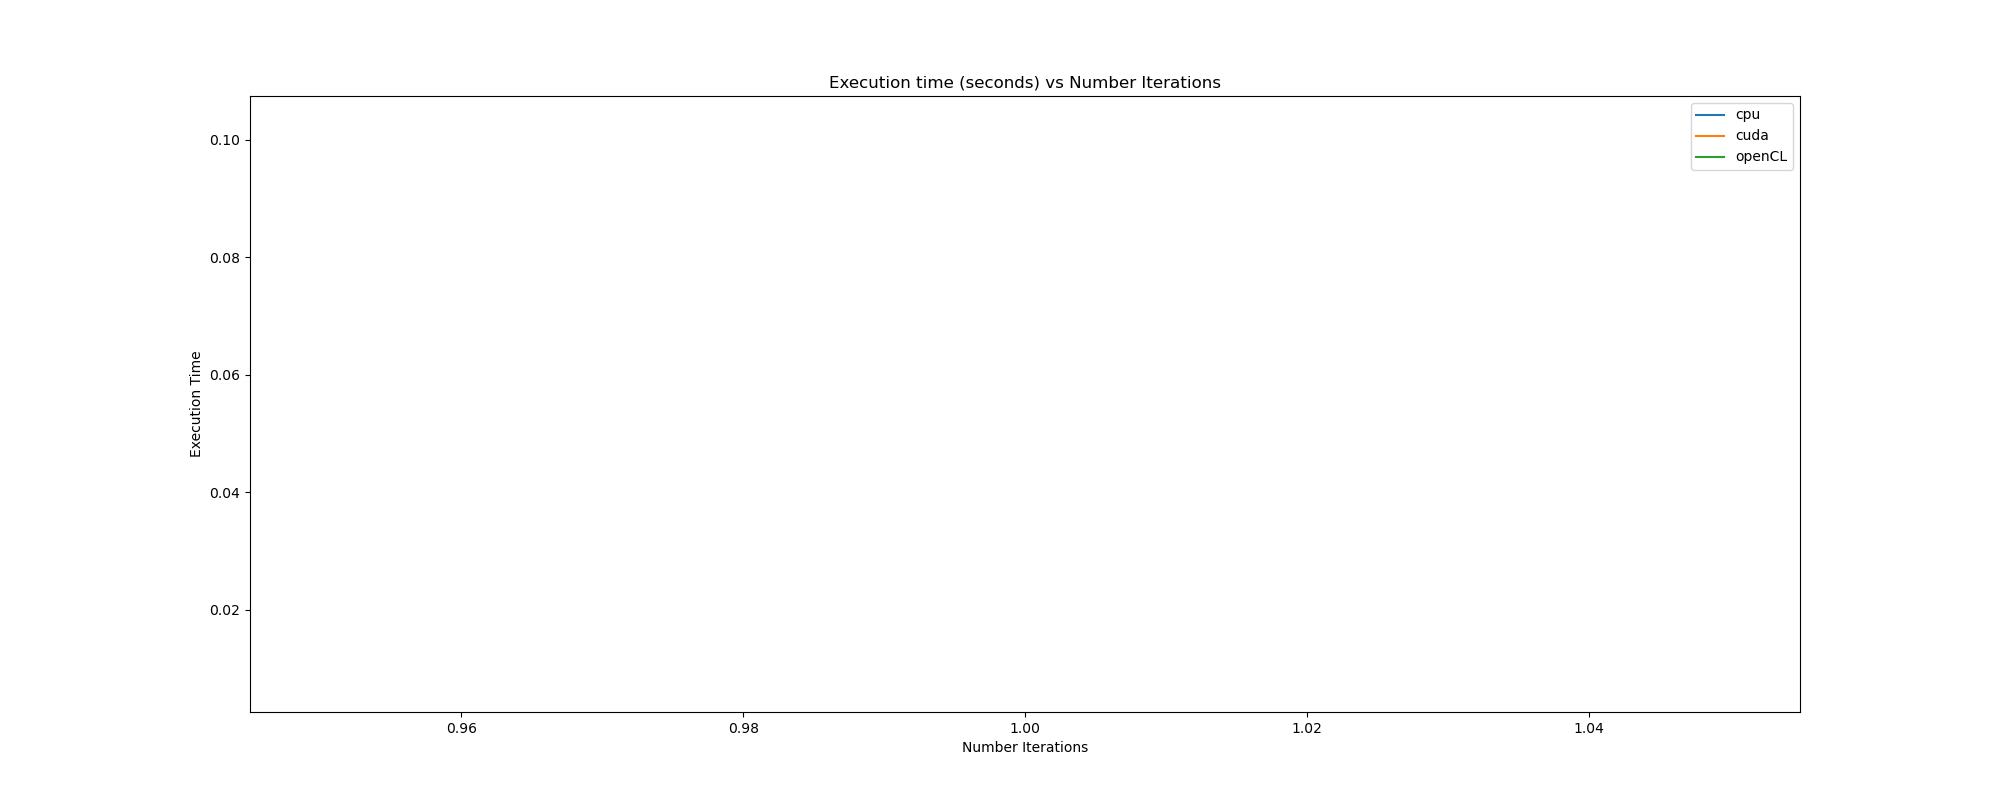 Execution time (seconds) vs Number Iterations
cpu
cuda
openCL
0.10
0.08
0.06
0.04
0.02
Execution Time
0.96
0.98
1.00
1.02
1.04
Number Iterations